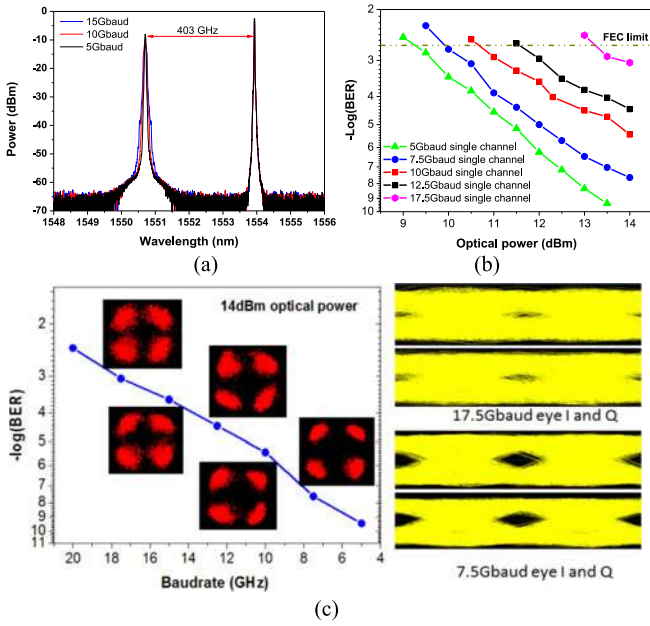 15Gbaud
10Gbaud
5Gbaud
403 GHz
0
-10
-20
-30
-40
-50
-60
-70
Power (dBm)
1548 1549 1550 1551 1552 1553 1554 1555 1556
Wavelength (nm)
(a)
FEC limit
2
3
4
5
6
7
8
9
10
-Log(BER)
5Gbaud single channel
7.5Gbaud single channel
10Gbaud single channel
12.5Gbaud single channel
17.5Gbaud single channel
9 10 11 12 13 14
Optical power (dBm)
(b)
14dBm optical power
2
3
4
5
6
7
8
9
10
11
-log(BER)
20 18 16 14 12 10 8 6 4
Baudrate (GHz)
17.5Gbaud eye I and Q
7.5Gbaud eye I and Q
(c)